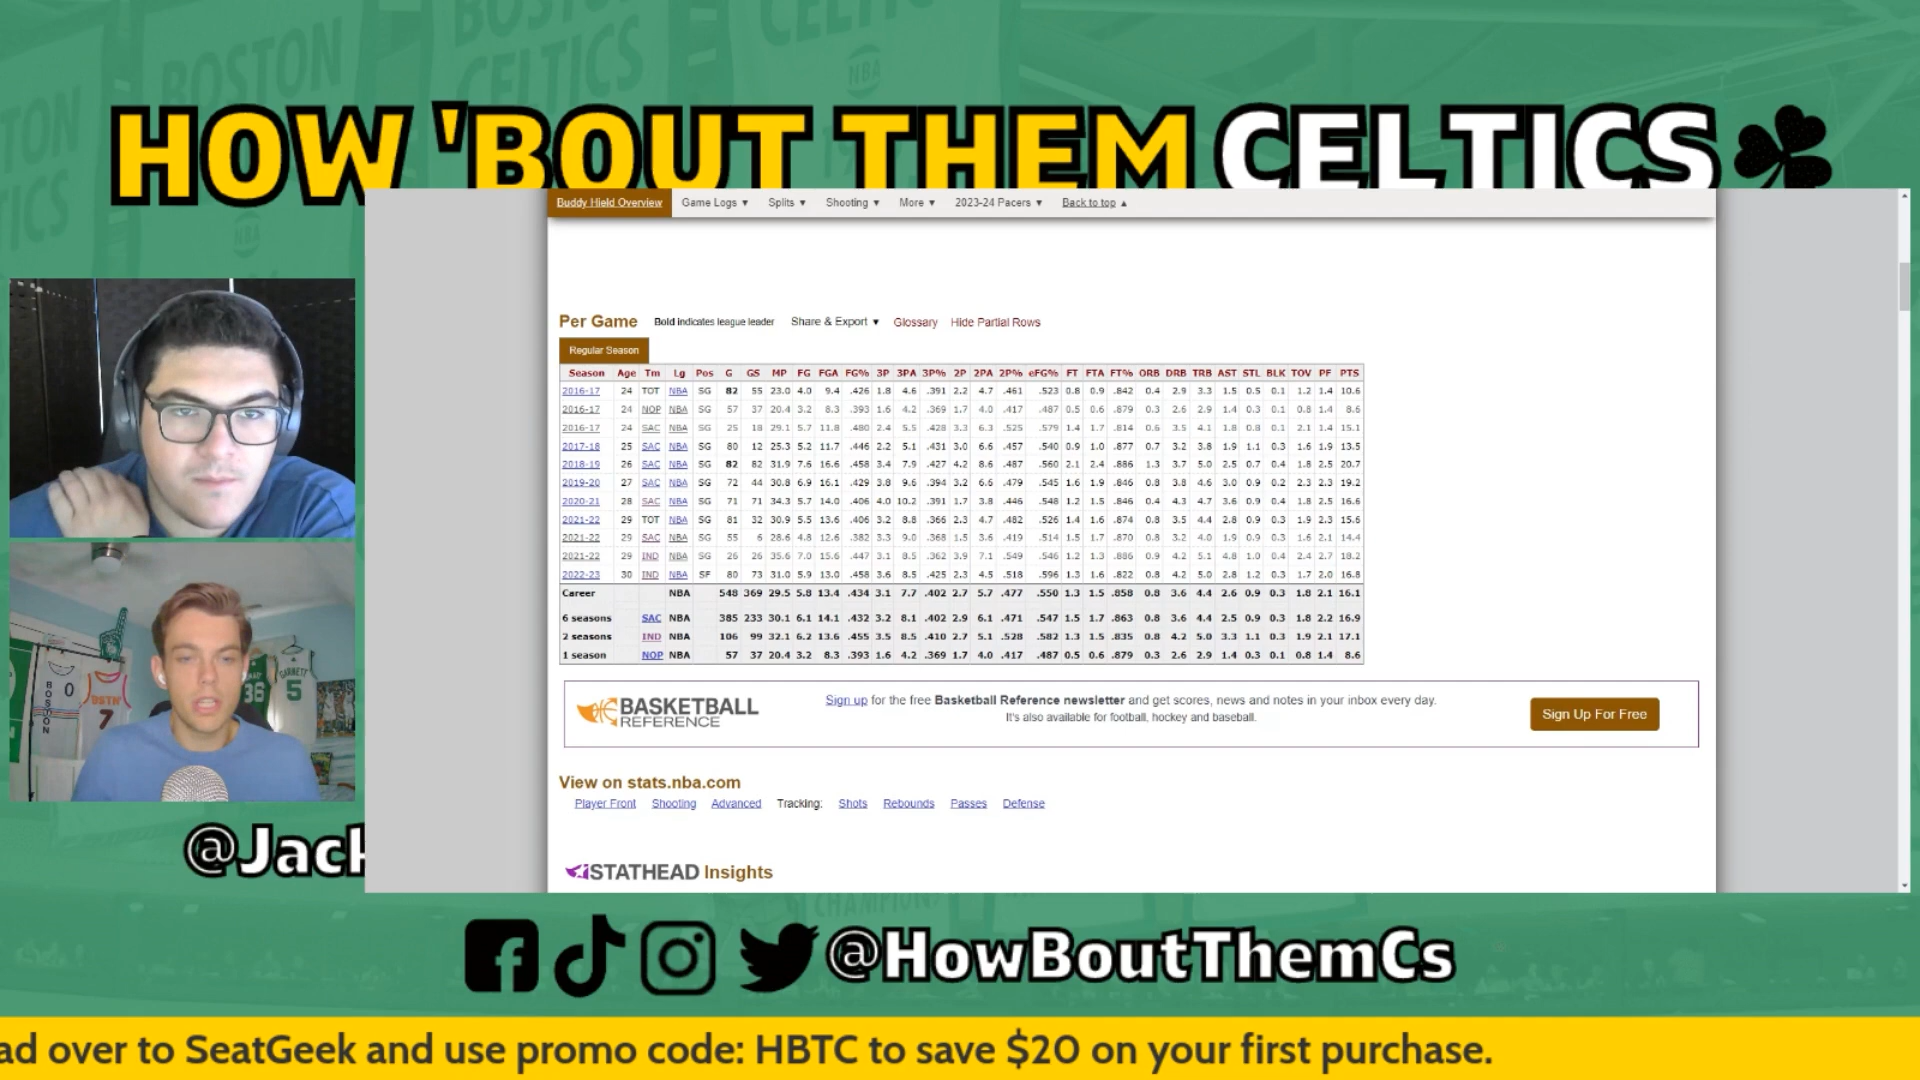 HOW 'BOUT THEM CELTICS
Buddy Hield Overview Game Logs ▼ Splits ▼ Shooting ▼ More ▼ 2023-24 Pacers ▼ Back to top ▲
Per Game Bold indicates league leader Share & Export ▼ Glossary Hide Partial Rows
Regular Season
Season Age Tm Lg Pos G GS MP FG FGA FG% 3P 3PA 3P% 2P 2PA 2P% eFG% FT FTA FT% ORB DRB TRB AST STL BLK TOV PF PTS
2016-17 24 TOT NBA SG 82 55 23.0 4.0 9.4 .426 1.8 4.6 .391 2.2 4.7 .461 .523 0.8 0.9 .842 0.4 2.9 3.3 1.5 0.5 0.1 1.2 1.4 10.6
2016-17 24 NOP NBA SG 57 37 20.4 3.2 8.3 .393 1.6 4.2 .369 1.7 4.0 .417 .487 0.5 0.6 .879 0.3 2.6 2.9 1.4 0.3 0.1 0.8 1.4 8.6
2016-17 24 SAC NBA SG 25 18 29.1 5.7 11.8 .480 2.4 5.5 .428 3.3 6.3 .525 .579 1.4 1.7 .814 0.6 3.5 4.1 1.8 0.8 0.1 2.1 1.4 15.1
2017-18 25 SAC NBA SG 80 12 25.3 5.2 11.7 .446 2.2 5.1 .431 3.0 6.6 .457 .540 0.9 1.0 .877 0.7 3.2 3.8 1.9 1.1 0.3 1.6 1.9 13.5
2018-19 26 SAC NBA SG 82 82 31.9 7.6 16.6 .458 3.4 7.9 .427 4.2 8.6 .487 .560 2.1 2.4 .886 1.3 3.7 5.0 2.5 0.7 0.4 1.8 2.5 20.7
2019-20 27 SAC NBA SG 72 44 30.8 6.9 16.1 .429 3.8 9.6 .394 3.2 6.6 .479 .545 1.6 1.9 .846 0.8 3.8 4.6 3.0 0.9 0.2 2.3 2.3 19.2
2020-21 28 SAC NBA SG 71 71 34.3 5.7 14.0 .406 4.0 10.2 .391 1.7 3.8 .446 .548 1.2 1.5 .846 0.4 4.3 4.7 3.6 0.9 0.4 1.8 2.5 16.6
2021-22 29 TOT NBA SG 81 32 30.9 5.5 13.6 .406 3.2 8.8 .366 2.3 4.7 .482 .526 1.4 1.6 .874 0.8 3.5 4.4 2.8 0.9 0.3 1.9 2.3 15.6
2021-22 29 SAC NBA SG 55 6 28.6 4.8 12.6 .382 3.3 9.0 .368 1.5 3.6 .419 .514 1.5 1.7 .870 0.8 3.2 4.0 1.9 0.9 0.3 1.6 2.1 14.4
2021-22 29 IND NBA SG 26 26 35.6 7.0 15.6 .447 3.1 8.5 .362 3.9 7.1 .549 .546 1.2 1.3 .886 0.9 4.2 5.1 4.8 1.0 0.4 2.4 2.7 18.2
2022-23 30 IND NBA SF 80 73 31.0 5.9 13.0 .458 3.6 8.5 .425 2.3 4.5 .518 .596 1.3 1.6 .822 0.8 4.2 5.0 2.8 1.2 0.3 1.7 2.0 16.8
Career NBA 548 369 29.5 5.8 13.4 .434 3.1 7.7 .402 2.7 5.7 .477 .550 1.3 1.5 .858 0.8 3.6 4.4 2.6 0.9 0.3 1.8 2.1 16.1
6 seasons SAC NBA 385 233 30.1 6.1 14.1 .432 3.2 8.1 .402 2.9 6.1 .471 .547 1.5 1.7 .863 0.8 3.6 4.4 2.5 0.9 0.3 1.8 2.2 16.9
2 seasons IND NBA 106 99 32.1 6.2 13.6 .455 3.5 8.5 .410 2.7 5.1 .528 .582 1.3 1.5 .835 0.8 4.2 5.0 3.3 1.1 0.3 1.9 2.1 17.1
1 season NOP NBA 57 37 20.4 3.2 8.3 .393 1.6 4.2 .369 1.7 4.0 .417 .487 0.5 0.6 .879 0.3 2.6 2.9 1.4 0.3 0.1 0.8 1.4 8.6
BASKETBALL REFERENCE
Sign up for the free Basketball Reference newsletter and get scores, news and notes in your inbox every day.
It's also available for football, hockey and baseball.
Sign Up For Free
View on stats.nba.com
Player Front Shooting Advanced Tracking: Shots Rebounds Passes Defense
STATHEAD Insights
BOSTON 0
BSTN 7
36
GARNETT 5
@Jack
@HowBoutThemCs
ad over to SeatGeek and use promo code: HBTC to save $20 on your first purchase.